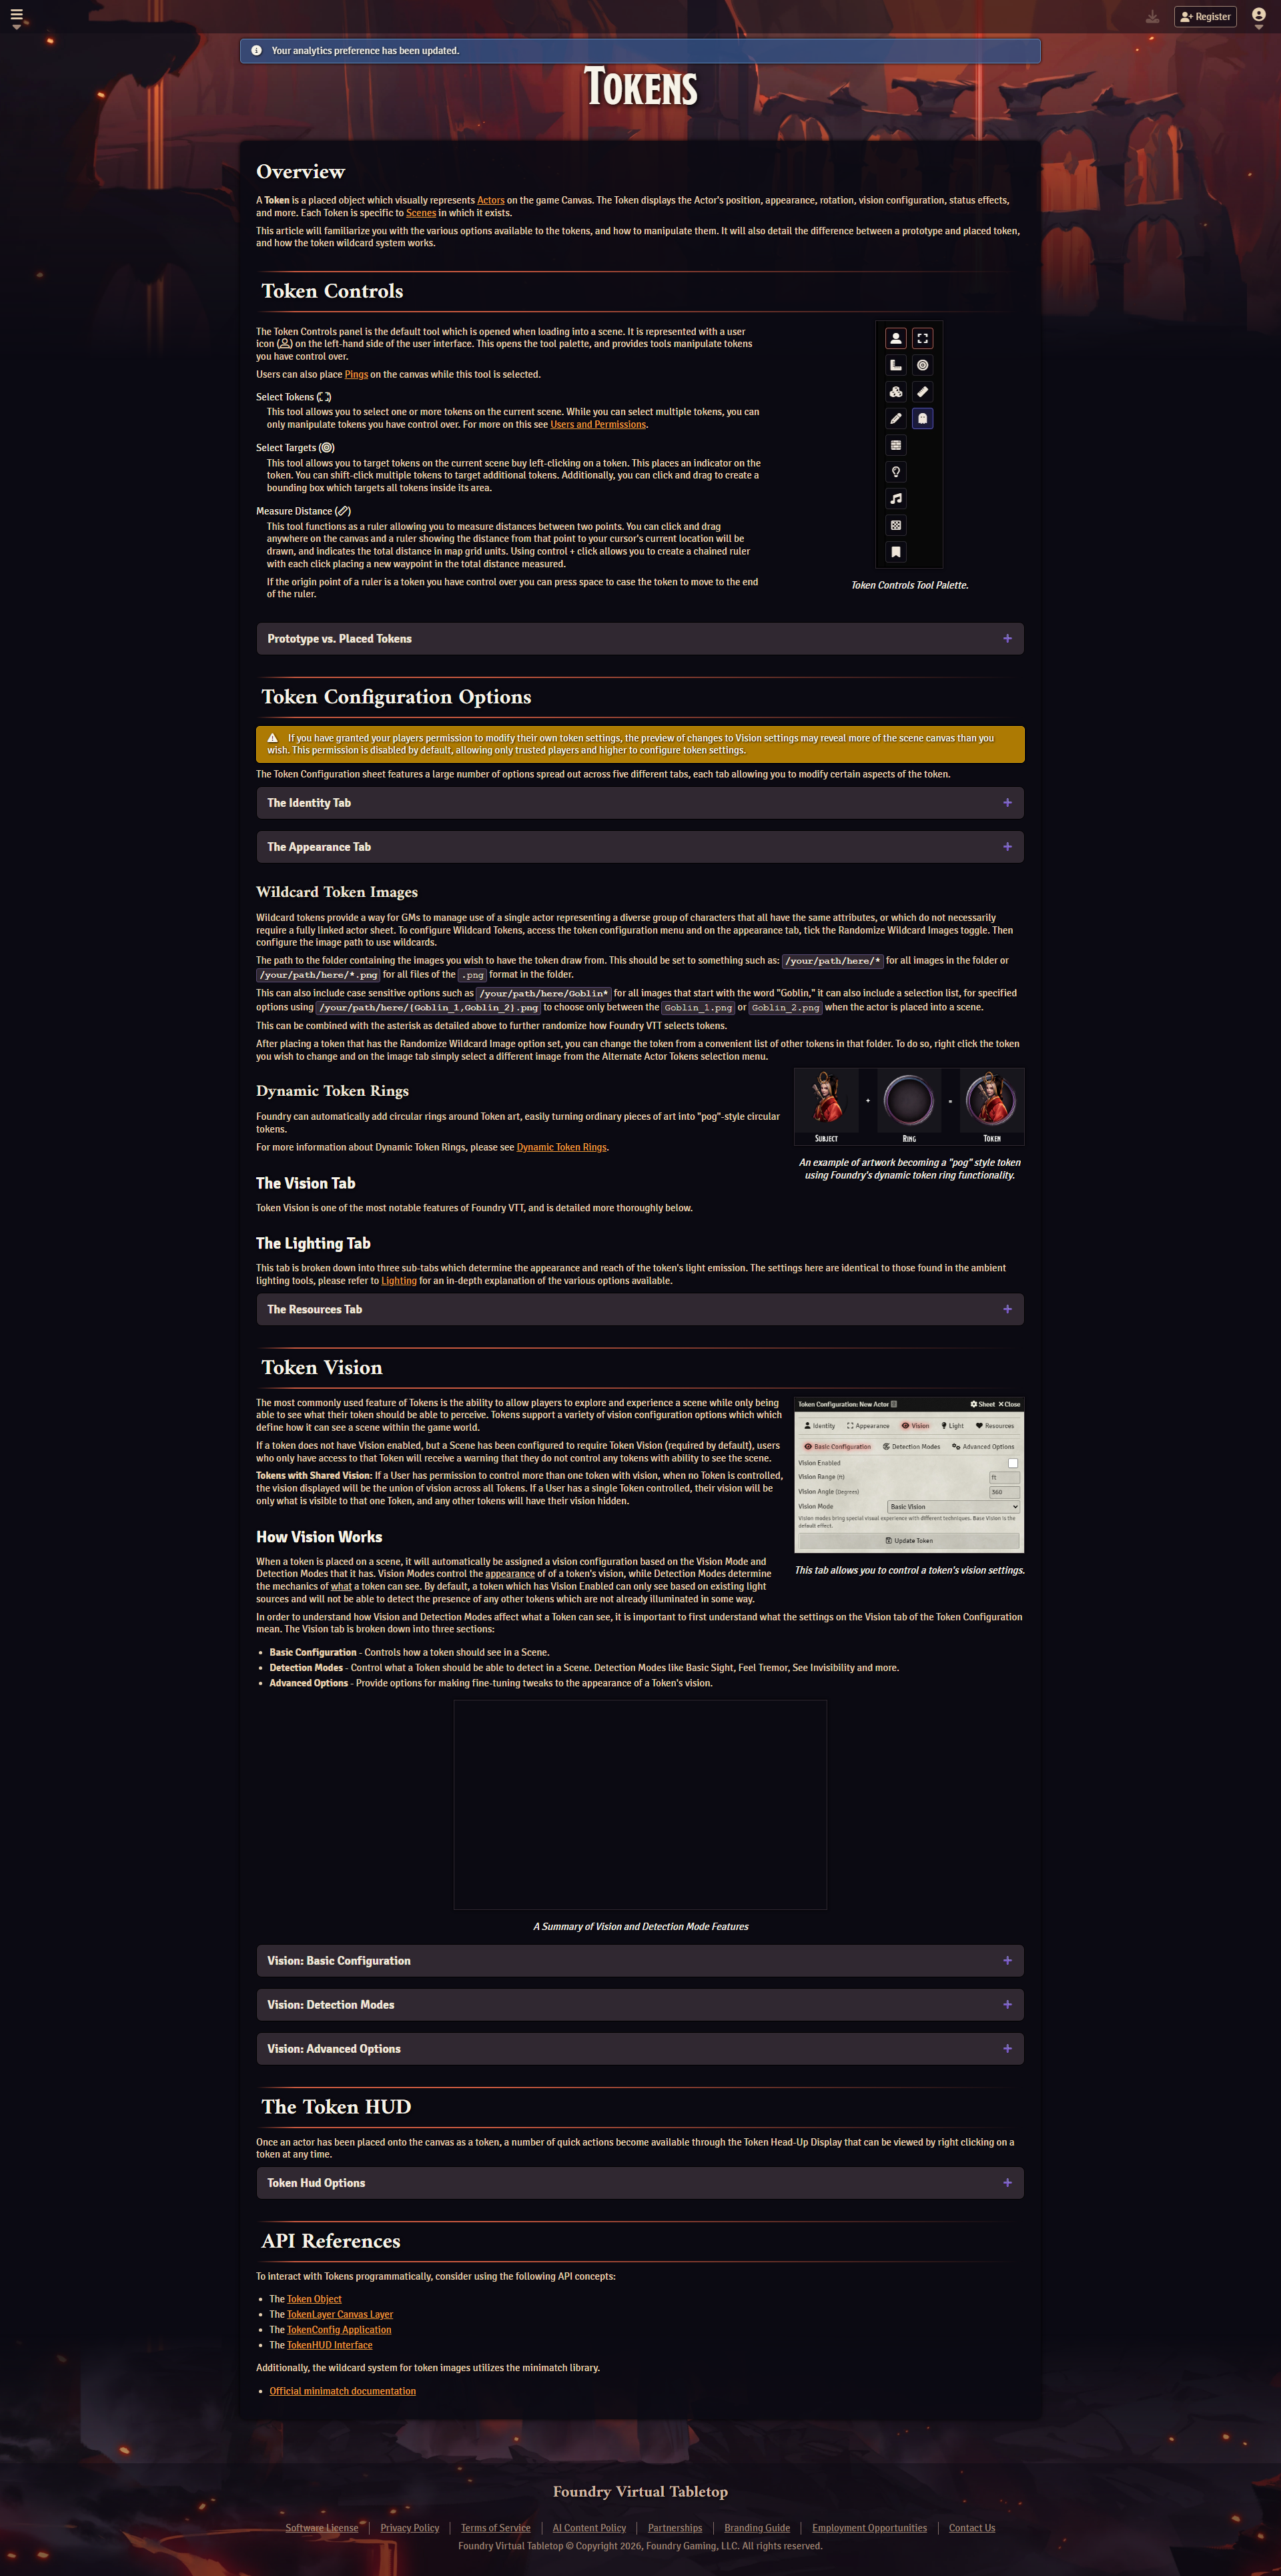 Register
Your analytics preference has been updated.
Tokens
Overview
A Token is a placed object which visually represents Actors on the game Canvas. The Token displays the Actor's position, appearance, rotation, vision configuration, status effects,
and more. Each Token is specific to Scenes in which it exists.
This article will familiarize you with the various options available to the tokens, and how to manipulate them. It will also detail the difference between a prototype and placed token,
and how the token wildcard system works.
Token Controls
The Token Controls panel is the default tool which is opened when loading into a scene. It is represented with a user
icon () on the left-hand side of the user interface. This opens the tool palette, and provides tools manipulate tokens
you have control over.
Users can also place Pings on the canvas while this tool is selected.
Select Tokens ()
This tool allows you to select one or more tokens on the current scene. While you can select multiple tokens, you can
only manipulate tokens you have control over. For more on this see Users and Permissions.
Select Targets ()
This tool allows you to target tokens on the current scene buy left-clicking on a token. This places an indicator on the
token. You can shift-click multiple tokens to target additional tokens. Additionally, you can click and drag to create a
bounding box which targets all tokens inside its area.
Measure Distance ()
This tool functions as a ruler allowing you to measure distances between two points. You can click and drag
anywhere on the canvas and a ruler showing the distance from that point to your cursor's current location will be
drawn, and indicates the total distance in map grid units. Using control + click allows you to create a chained ruler
with each click placing a new waypoint in the total distance measured.
If the origin point of a ruler is a token you have control over you can press space to case the token to move to the end
of the ruler.
Token Controls Tool Palette.
Prototype vs. Placed Tokens
Token Configuration Options
If you have granted your players permission to modify their own token settings, the preview of changes to Vision settings may reveal more of the scene canvas than you
wish. This permission is disabled by default, allowing only trusted players and higher to configure token settings.
The Token Configuration sheet features a large number of options spread out across five different tabs, each tab allowing you to modify certain aspects of the token.
The Identity Tab
The Appearance Tab
Wildcard Token Images
Wildcard tokens provide a way for GMs to manage use of a single actor representing a diverse group of characters that all have the same attributes, or which do not necessarily
require a fully linked actor sheet. To configure Wildcard Tokens, access the token configuration menu and on the appearance tab, tick the Randomize Wildcard Images toggle. Then
configure the image path to use wildcards.
The path to the folder containing the images you wish to have the token draw from. This should be set to something such as: /your/path/here/* for all images in the folder or
/your/path/here/*.png for all files of the .png format in the folder.
This can also include case sensitive options such as /your/path/here/Goblin* for all images that start with the word "Goblin," it can also include a selection list, for specified
options using /your/path/here/{Goblin_1,Goblin_2}.png to choose only between the Goblin_1.png or Goblin_2.png when the actor is placed into a scene.
This can be combined with the asterisk as detailed above to further randomize how Foundry VTT selects tokens.
After placing a token that has the Randomize Wildcard Image option set, you can change the token from a convenient list of other tokens in that folder. To do so, right click the token
you wish to change and on the image tab simply select a different image from the Alternate Actor Tokens selection menu.
Dynamic Token Rings
Foundry can automatically add circular rings around Token art, easily turning ordinary pieces of art into "pog"-style circular
tokens.
For more information about Dynamic Token Rings, please see Dynamic Token Rings.
+ =
Subject Ring Token
An example of artwork becoming a "pog" style token
using Foundry's dynamic token ring functionality.
The Vision Tab
Token Vision is one of the most notable features of Foundry VTT, and is detailed more thoroughly below.
The Lighting Tab
This tab is broken down into three sub-tabs which determine the appearance and reach of the token's light emission. The settings here are identical to those found in the ambient
lighting tools, please refer to Lighting for an in-depth explanation of the various options available.
The Resources Tab
Token Vision
The most commonly used feature of Tokens is the ability to allow players to explore and experience a scene while only being
able to see what their token should be able to perceive. Tokens support a variety of vision configuration options which which
define how it can see a scene within the game world.
If a token does not have Vision enabled, but a Scene has been configured to require Token Vision (required by default), users
who only have access to that Token will receive a warning that they do not control any tokens with ability to see the scene.
Tokens with Shared Vision: If a User has permission to control more than one token with vision, when no Token is controlled,
the vision displayed will be the union of vision across all Tokens. If a User has a single Token controlled, their vision will be
only what is visible to that one Token, and any other tokens will have their vision hidden.
Token Configuration: New Actor Sheet Close
Identity Appearance Vision Light Resources
Basic Configuration Detection Modes Advanced Options
Vision Enabled
Vision Range (ft) ft
Vision Angle (Degrees) 360
Vision Mode Basic Vision
Vision modes bring special visual experience with different techniques. Base Vision is the
default effect.
Update Token
This tab allows you to control a token's vision settings.
How Vision Works
When a token is placed on a scene, it will automatically be assigned a vision configuration based on the Vision Mode and
Detection Modes that it has. Vision Modes control the appearance of of a token's vision, while Detection Modes determine
the mechanics of what a token can see. By default, a token which has Vision Enabled can only see based on existing light
sources and will not be able to detect the presence of any other tokens which are not already illuminated in some way.
In order to understand how Vision and Detection Modes affect what a Token can see, it is important to first understand what the settings on the Vision tab of the Token Configuration
mean. The Vision tab is broken down into three sections:
• Basic Configuration - Controls how a token should see in a Scene.
• Detection Modes - Control what a Token should be able to detect in a Scene. Detection Modes like Basic Sight, Feel Tremor, See Invisibility and more.
• Advanced Options - Provide options for making fine-tuning tweaks to the appearance of a Token's vision.
A Summary of Vision and Detection Mode Features
Vision: Basic Configuration
Vision: Detection Modes
Vision: Advanced Options
The Token HUD
Once an actor has been placed onto the canvas as a token, a number of quick actions become available through the Token Head-Up Display that can be viewed by right clicking on a
token at any time.
Token Hud Options
API References
To interact with Tokens programmatically, consider using the following API concepts:
• The Token Object
• The TokenLayer Canvas Layer
• The TokenConfig Application
• The TokenHUD Interface
Additionally, the wildcard system for token images utilizes the minimatch library.
• Official minimatch documentation
Foundry Virtual Tabletop
Software License | Privacy Policy | Terms of Service | AI Content Policy | Partnerships | Branding Guide | Employment Opportunities | Contact Us
Foundry Virtual Tabletop © Copyright 2026, Foundry Gaming, LLC. All rights reserved.